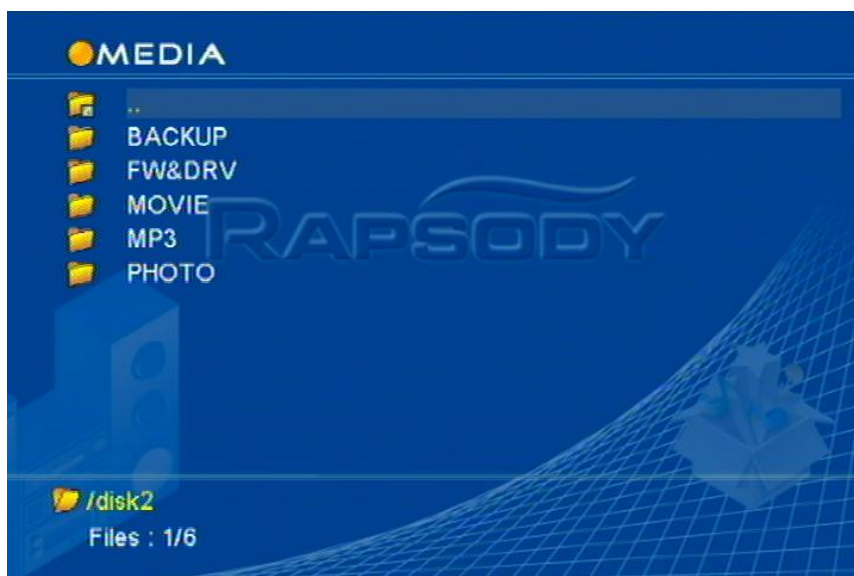 MEDIA
..
BACKUP
FW&DRV
MOVIE
MP3
PHOTO
RAPSODY
/disk2
Files : 1/6